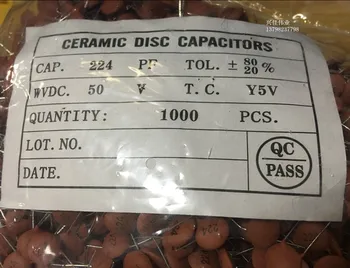 CERAMIC DISC CAPACITORS
CAP. 224 PF TOL. ± 80/20 %
WVDC. 50 V T. C. Y5V
QUANTITY: 1000 PCS.
LOT. NO.
DATE.
QC
PASS
13798237798